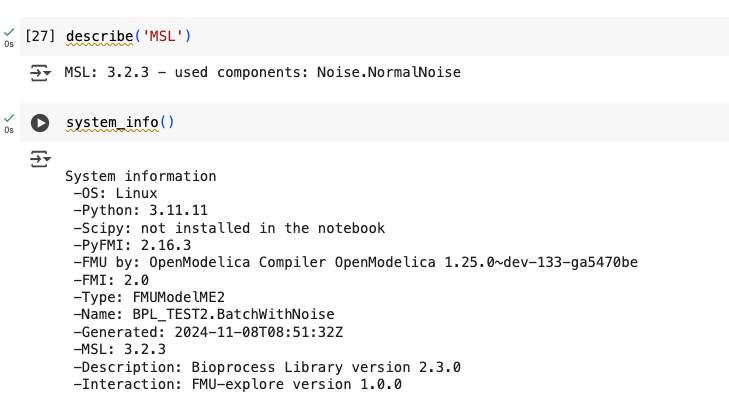 [27] describe('MSL')
0s
MSL: 3.2.3 - used components: Noise.NormalNoise
system_info()
0s
System information
-OS: Linux
-Python: 3.11.11
-Scipy: not installed in the notebook
-PyFMI: 2.16.3
-FMU by: OpenModelica Compiler OpenModelica 1.25.0~dev-133-ga5470be
-FMI: 2.0
-Type: FMUModelME2
-Name: BPL_TEST2.BatchWithNoise
-Generated: 2024-11-08T08:51:32Z
-MSL: 3.2.3
-Description: Bioprocess Library version 2.3.0
-Interaction: FMU-explore version 1.0.0